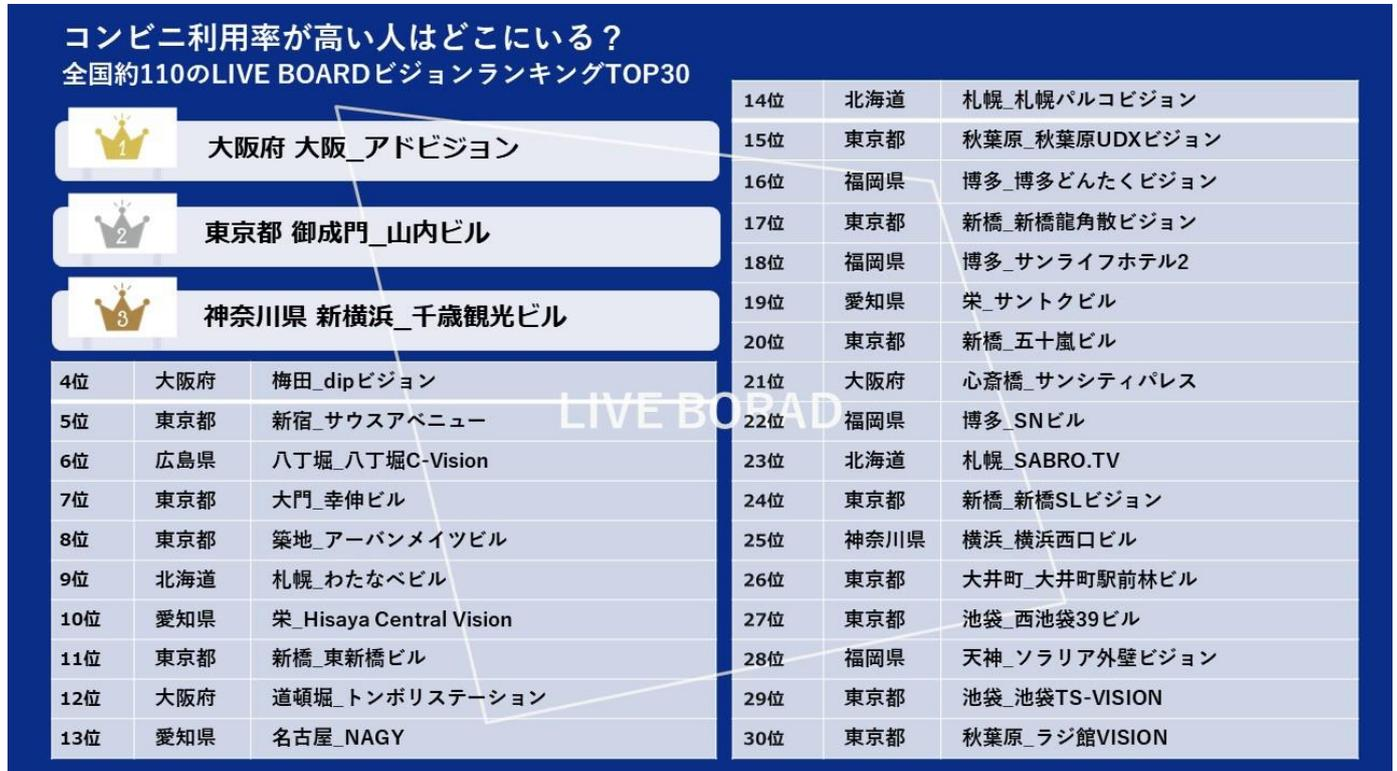 コンビニ利用率が高い人はどこにいる？
全国約110のLIVE BOARDビジョンランキングTOP30
1 大阪府 大阪_アドビジョン
2 東京都 御成門_山内ビル
3 神奈川県 新横浜_千歳観光ビル
4位 大阪府 梅田_dipビジョン
5位 東京都 新宿_サウスアベニュー
6位 広島県 八丁堀_八丁堀C-Vision
7位 東京都 大門_幸伸ビル
8位 東京都 築地_アーバンメイツビル
9位 北海道 札幌_わたなべビル
10位 愛知県 栄_Hisaya Central Vision
11位 東京都 新橋_東新橋ビル
12位 大阪府 道頓堀_トンボリステーション
13位 愛知県 名古屋_NAGY
14位 北海道 札幌_札幌パルコビジョン
15位 東京都 秋葉原_秋葉原UDXビジョン
16位 福岡県 博多_博多どんたくビジョン
17位 東京都 新橋_新橋龍角散ビジョン
18位 福岡県 博多_サンライフホテル2
19位 愛知県 栄_サントクビル
20位 東京都 新橋_五十嵐ビル
21位 大阪府 心斎橋_サンシティパレス
22位 福岡県 博多_SNビル
23位 北海道 札幌_SABRO.TV
24位 東京都 新橋_新橋SLビジョン
25位 神奈川県 横浜_横浜西口ビル
26位 東京都 大井町_大井町駅前林ビル
27位 東京都 池袋_西池袋39ビル
28位 福岡県 天神_ソラリア外壁ビジョン
29位 東京都 池袋_池袋TS-VISION
30位 東京都 秋葉原_ラジ館VISION
LIVE BORAD